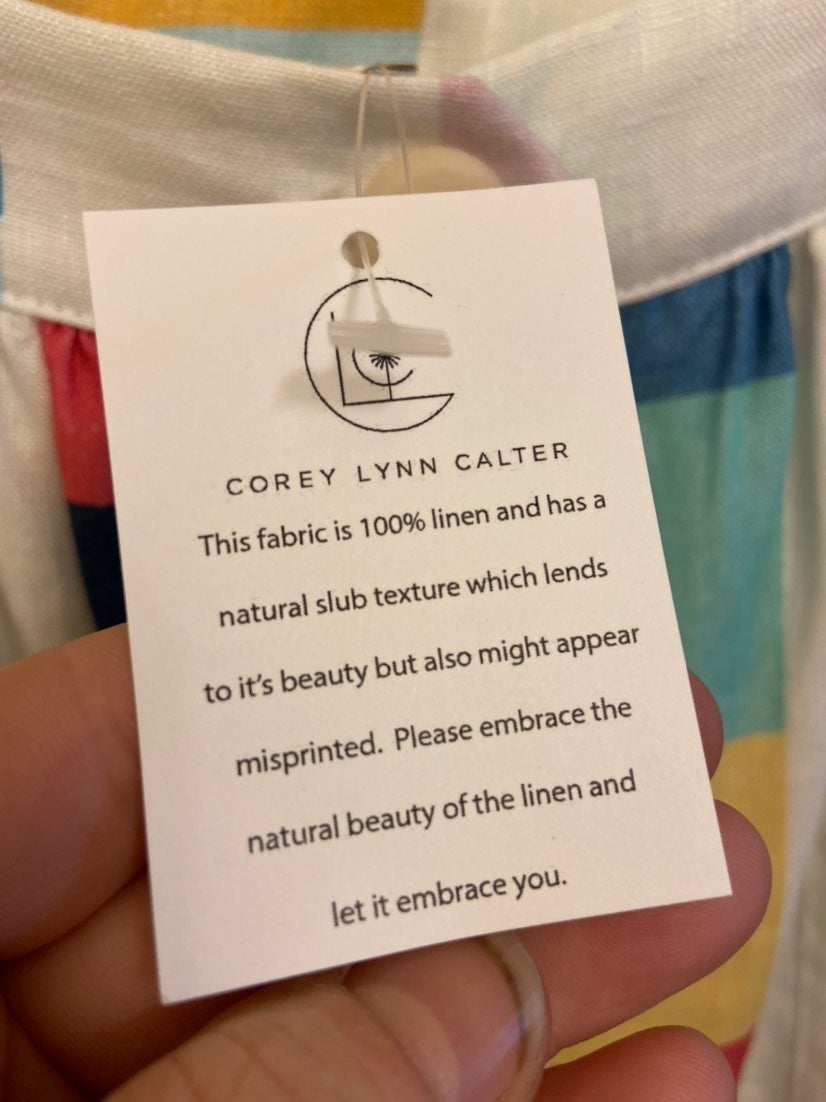 COREY LYNN CALTER
This fabric is 100% linen and has a
natural slub texture which lends
to it's beauty but also might appear
misprinted. Please embrace the
natural beauty of the linen and
let it embrace you.